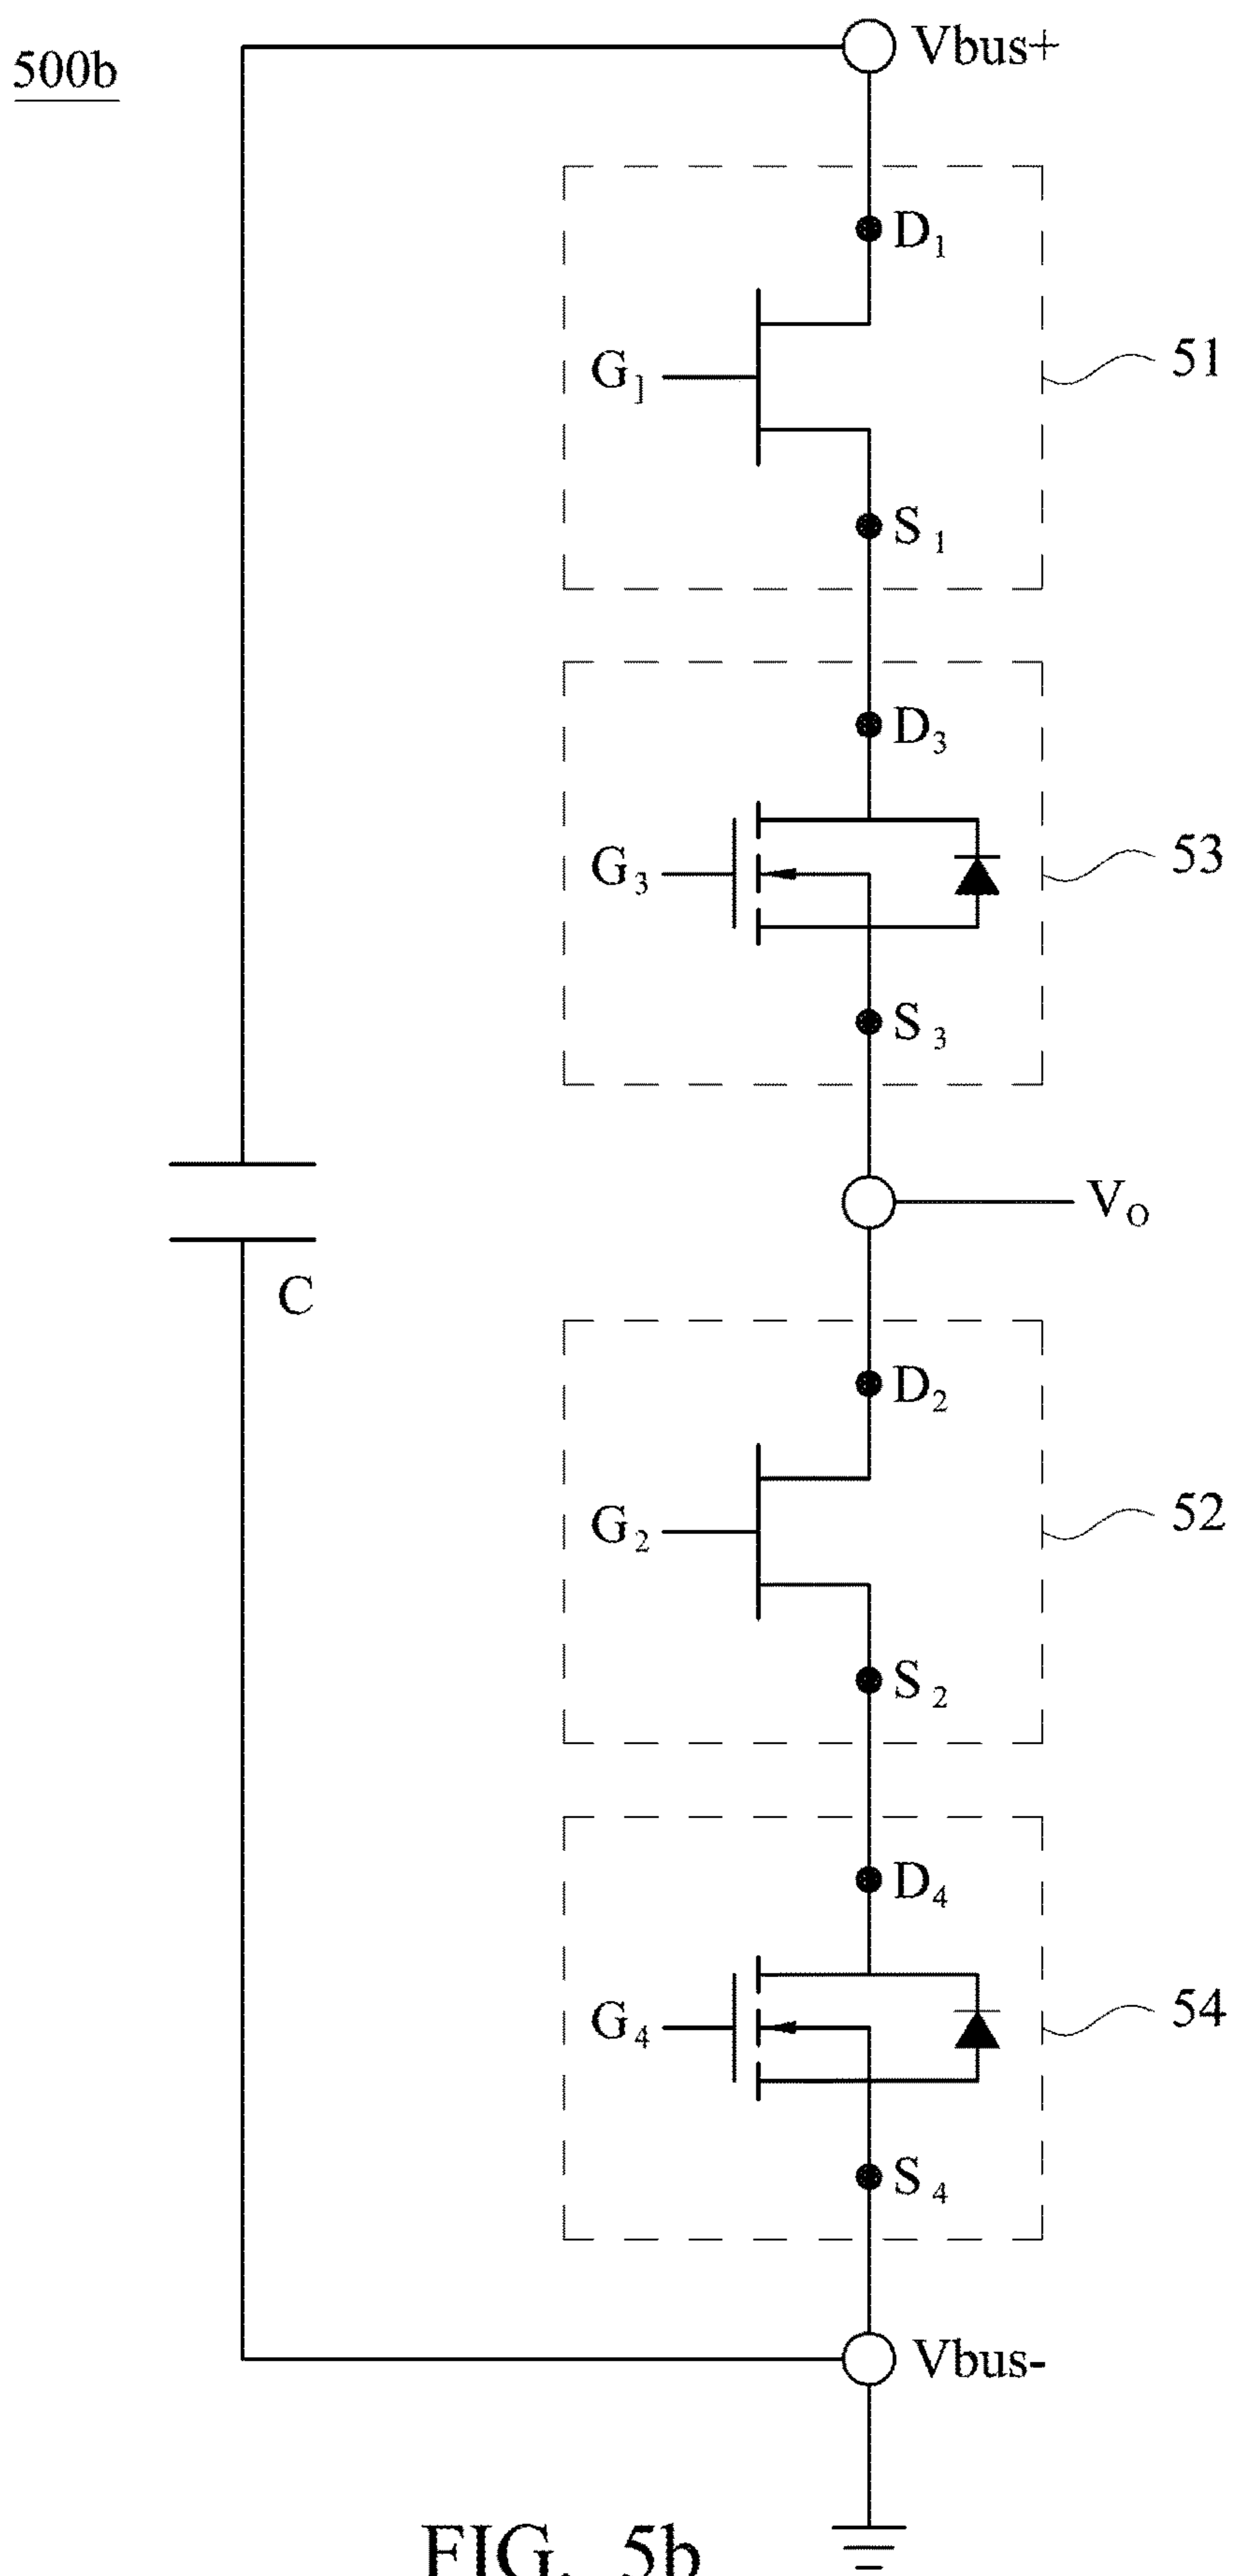 500b
Vbus+
D1
G1
51
S1
D3
G3
53
S3
VO
C
D2
G2
52
S2
D4
G4
54
S4
Vbus-
FIG. 5b